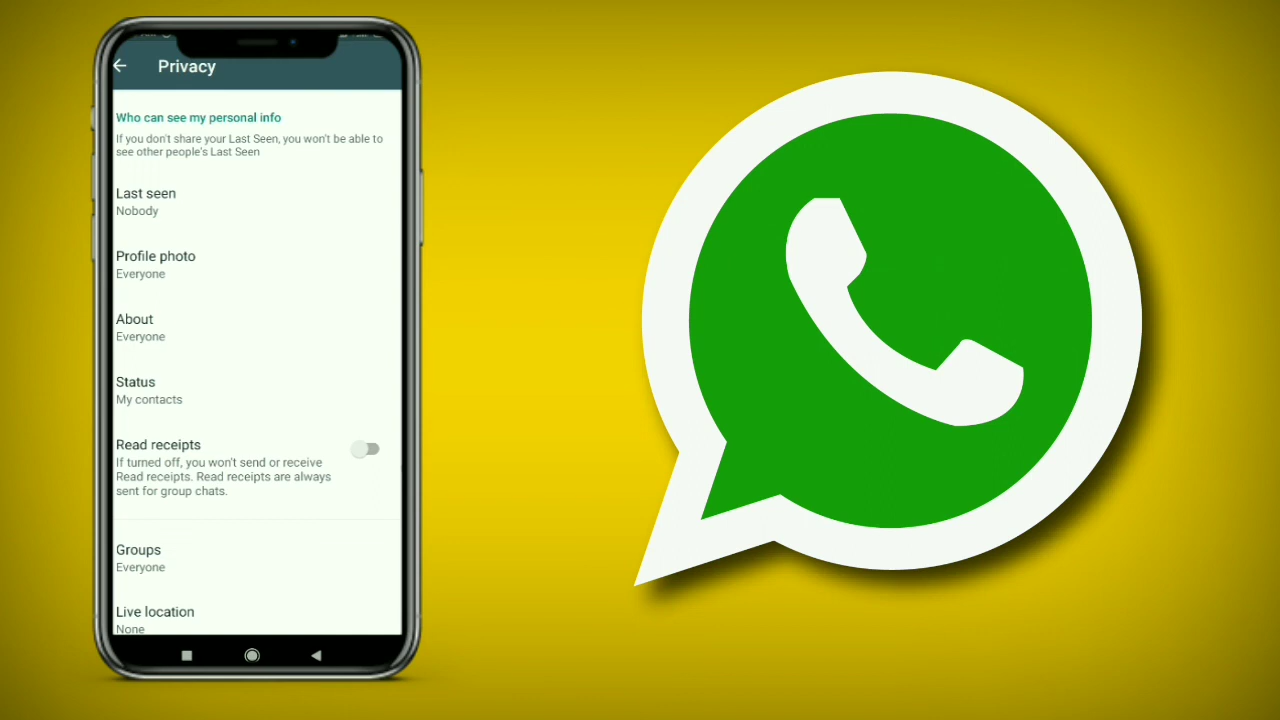 Privacy
Who can see my personal info
If you don't share your Last Seen, you won't be able to
see other people's Last Seen
Last seen
Nobody
Profile photo
Everyone
About
Everyone
Status
My contacts
Read receipts
If turned off, you won't send or receive
Read receipts. Read receipts are always
sent for group chats.
Groups
Everyone
Live location
None